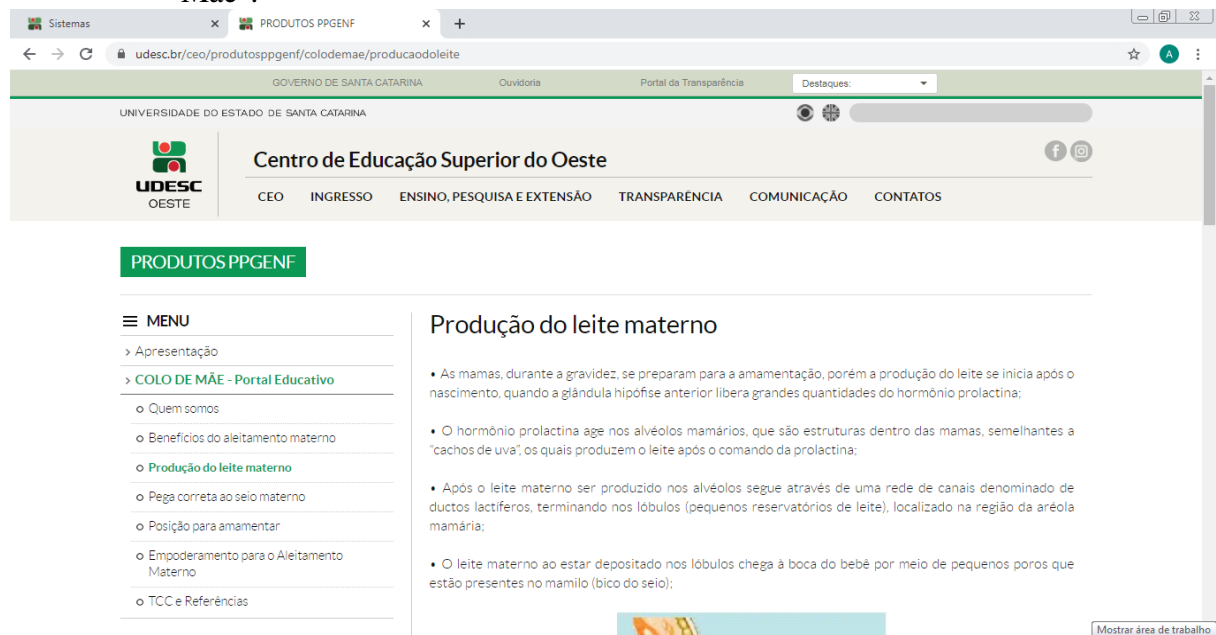 Mãe".
Sistemas
PRODUTOS PPGENF
udesc.br/ceo/produtosppgenf/colodemae/producaodoleite
A
GOVERNO DE SANTA CATARINA Ouvidoria Portal da Transparência Destaques:
UNIVERSIDADE DO ESTADO DE SANTA CATARINA
UDESC
OESTE
Centro de Educação Superior do Oeste
CEO INGRESSO ENSINO, PESQUISA E EXTENSÃO TRANSPARÊNCIA COMUNICAÇÃO CONTATOS
PRODUTOS PPGENF
MENU
> Apresentação
> COLO DE MÃE - Portal Educativo
Quem somos
Benefícios do aleitamento materno
Produção do leite materno
Pega correta ao seio materno
Posição para amamentar
Empoderamento para o Aleitamento
Materno
TCC e Referências
Produção do leite materno
• As mamas, durante a gravidez, se preparam para a amamentação, porém a produção do leite se inicia após o
nascimento, quando a glândula hipófise anterior libera grandes quantidades do hormônio prolactina;
• O hormônio prolactina age nos alvéolos mamários, que são estruturas dentro das mamas, semelhantes a
"cachos de uva", os quais produzem o leite após o comando da prolactina;
• Após o leite materno ser produzido nos alvéolos segue através de uma rede de canais denominado de
ductos lactíferos, terminando nos lóbulos (pequenos reservatórios de leite), localizado na região da aréola
mamária;
• O leite materno ao estar depositado nos lóbulos chega à boca do bebê por meio de pequenos poros que
estão presentes no mamilo (bico do seio);
Mostrar área de trabalho